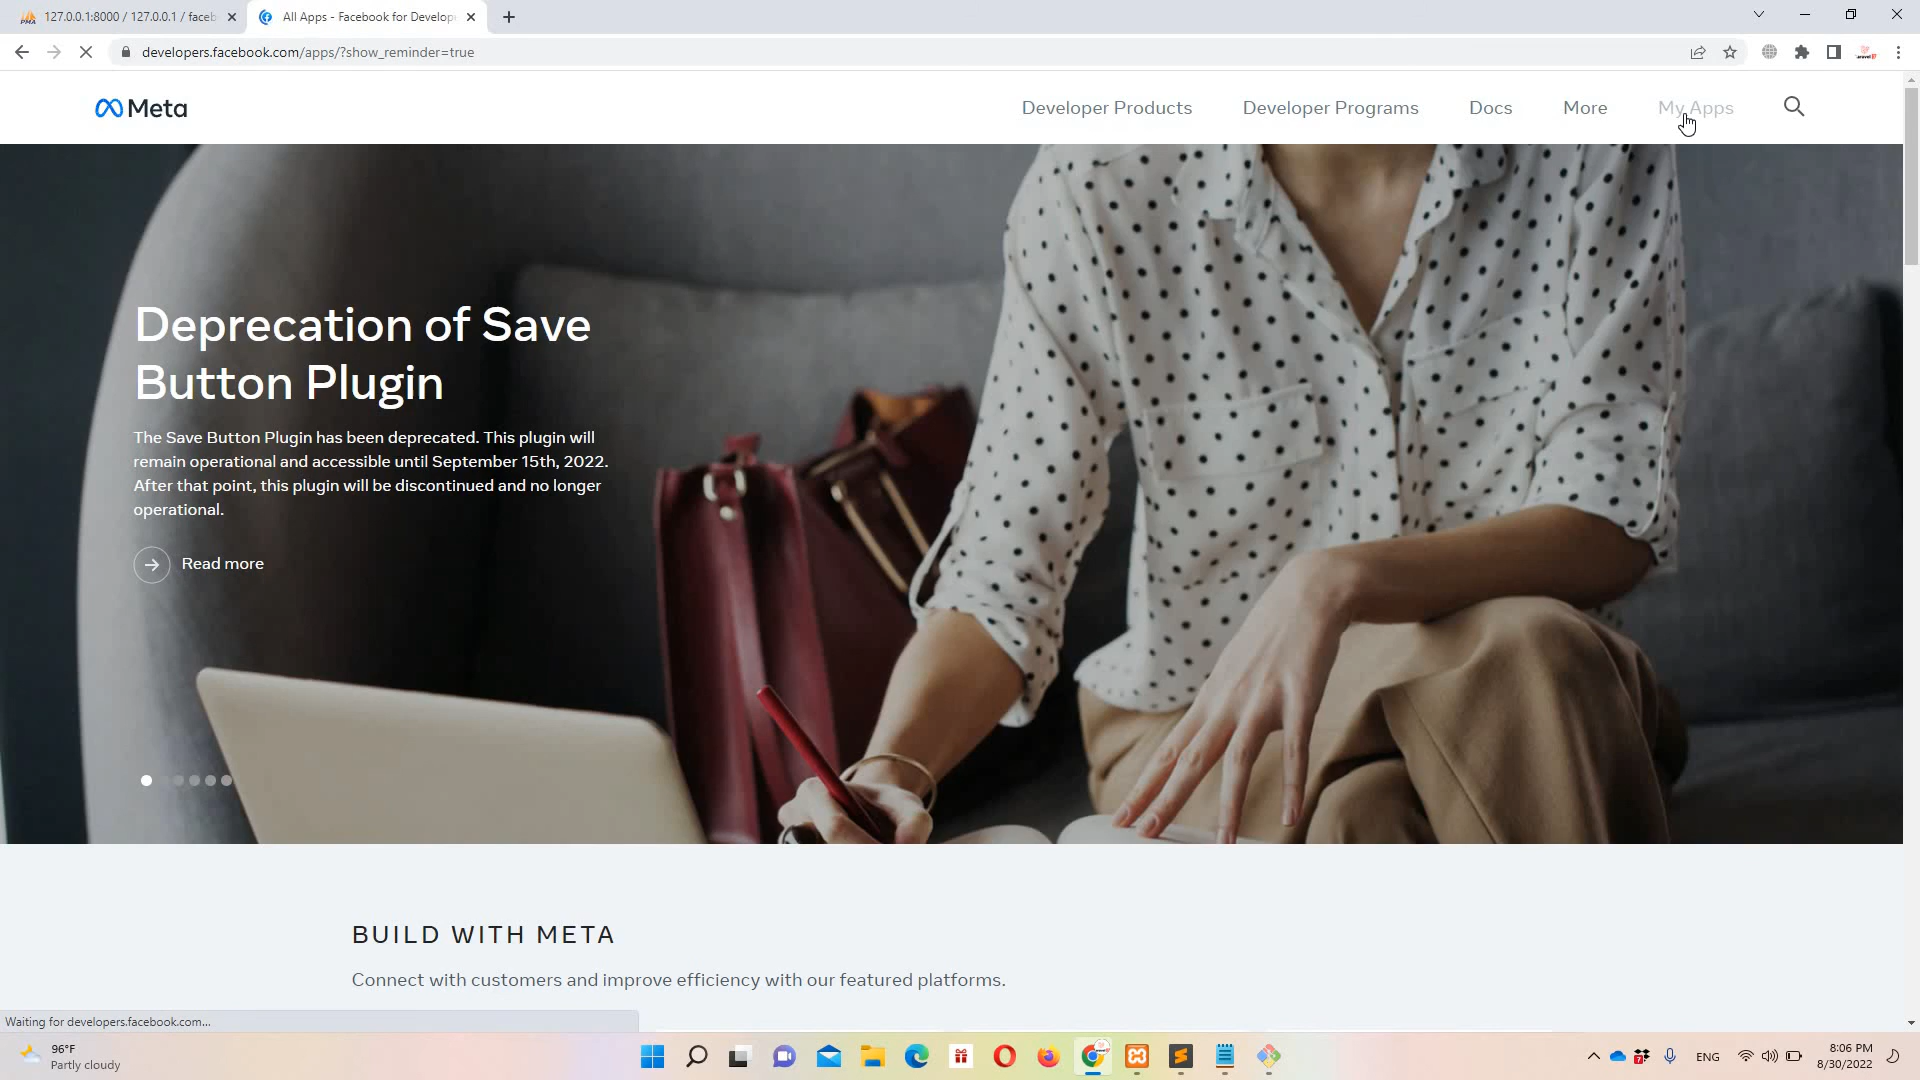 127.0.0.1:8000 / 127.0.0.1 / faceb
All Apps - Facebook for Develope
developers.facebook.com/apps/?show_reminder=true
Meta
Developer Products
Developer Programs
Docs
More
My Apps
Deprecation of Save
Button Plugin
The Save Button Plugin has been deprecated. This plugin will
remain operational and accessible until September 15th, 2022.
After that point, this plugin will be discontinued and no longer
operational.
Read more
BUILD WITH META
Connect with customers and improve efficiency with our featured platforms.
Waiting for developers.facebook.com...
96°F
Partly cloudy
ENG
8:06 PM
8/30/2022